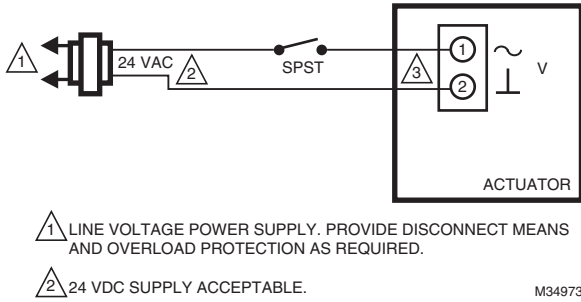 1
24 VAC
2
SPST
3
1
2
V
ACTUATOR
1 LINE VOLTAGE POWER SUPPLY. PROVIDE DISCONNECT MEANS
AND OVERLOAD PROTECTION AS REQUIRED.
2 24 VDC SUPPLY ACCEPTABLE.
M34973